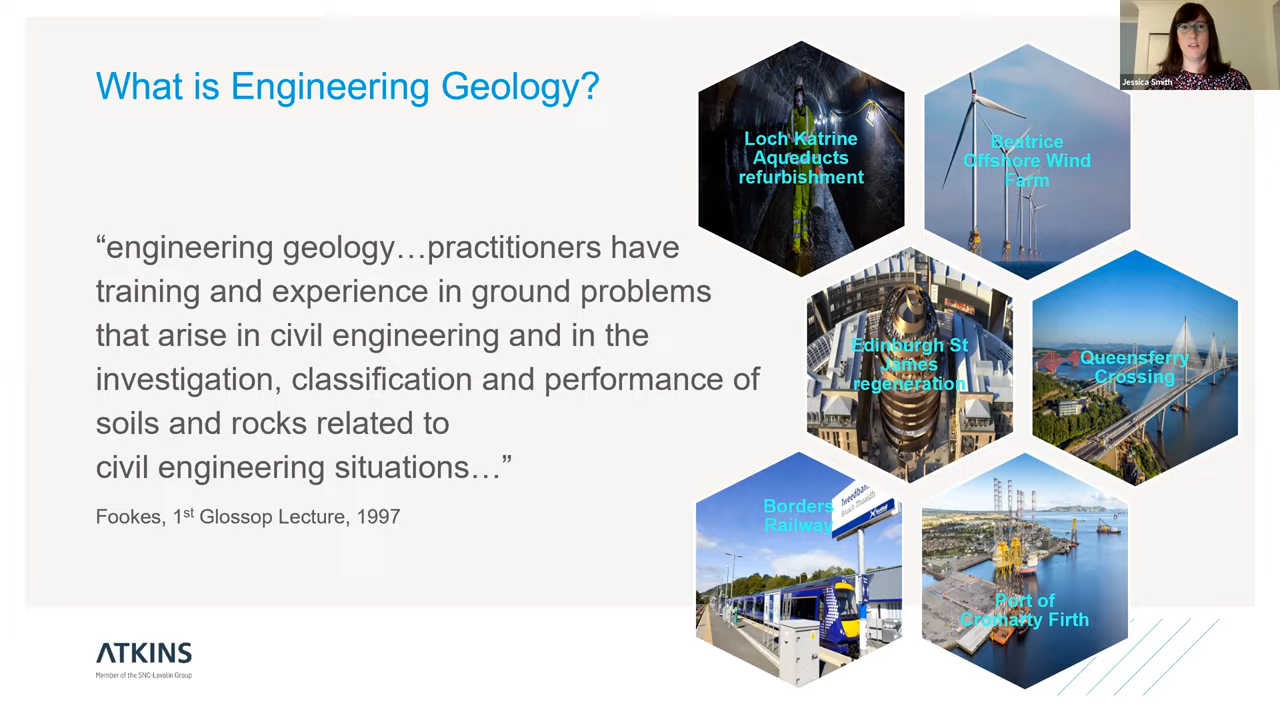 What is Engineering Geology?
“engineering geology…practitioners have
training and experience in ground problems
that arise in civil engineering and in the
investigation, classification and performance of
soils and rocks related to
civil engineering situations…”
Fookes, 1st Glossop Lecture, 1997
Loch Katrine
Aqueducts
refurbishment
Beatrice
Offshore Wind
Farm
Jessica Smith
Edinburgh St
James
regeneration
Queensferry
Crossing
Borders
Railway
Tweedbank
Port of
Cromarty Firth
ATKINS
Member of the SNC-Lavalin Group